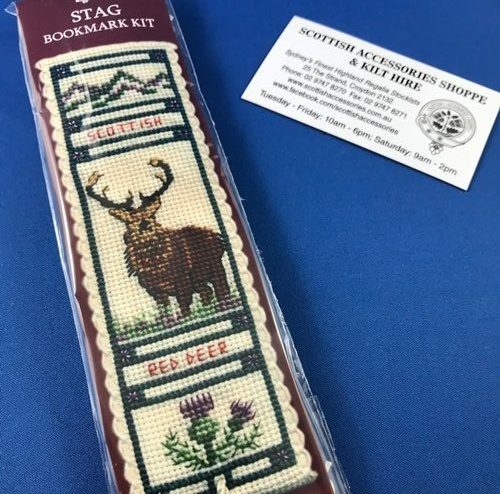 STAG
BOOKMARK KIT
SCOTTISH
RED DEER
SCOTTISH ACCESSORIES SHOPPE
& KILT HIRE
Sydney's Finest Highland Regalia Stockists
25 The Strand, Croydon 2132
Phone: 02 9747 8270 Fax: 02 9747 8271
www.scottishaccessories.com.au
www.facebook.com/scottishaccessories
Tuesday - Friday: 10am - 6pm; Saturday: 9am - 2pm